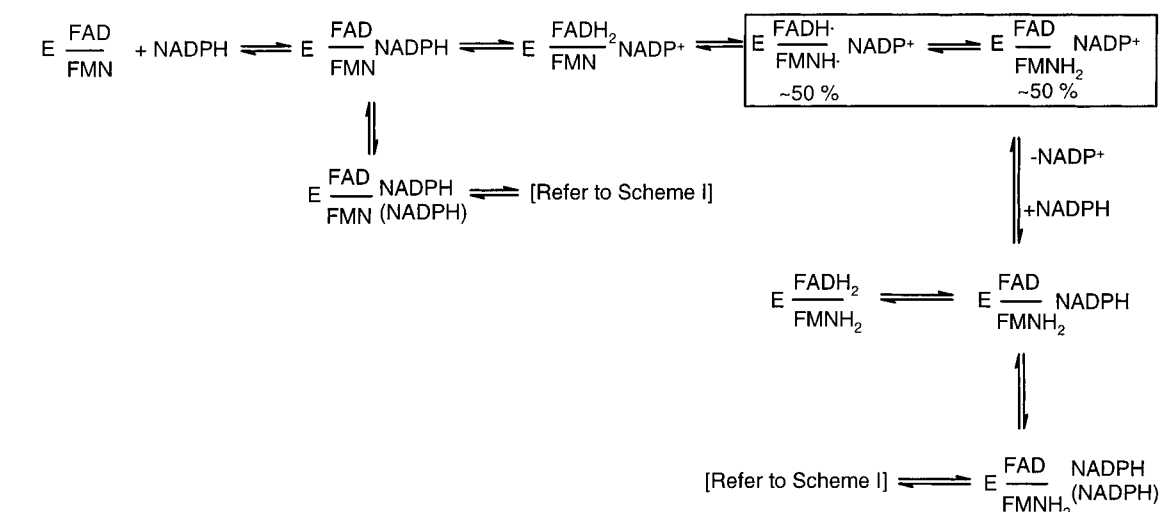 E FAD/FMN + NADPH ⇌ E FAD/FMN NADPH ⇌ E FADH₂/FMN NADP⁺ ⇌ E FADH·/FMNH· NADP⁺ ⇌ E FAD/FMNH₂ NADP⁺
~50 % ~50 %
-NADP⁺
+NADPH
E FAD/FMN NADPH (NADPH) ⇌ [Refer to Scheme I]
E FADH₂/FMNH₂ ⇌ E FAD/FMNH₂ NADPH
[Refer to Scheme I] ⇌ E FAD/FMNH₂ NADPH (NADPH)